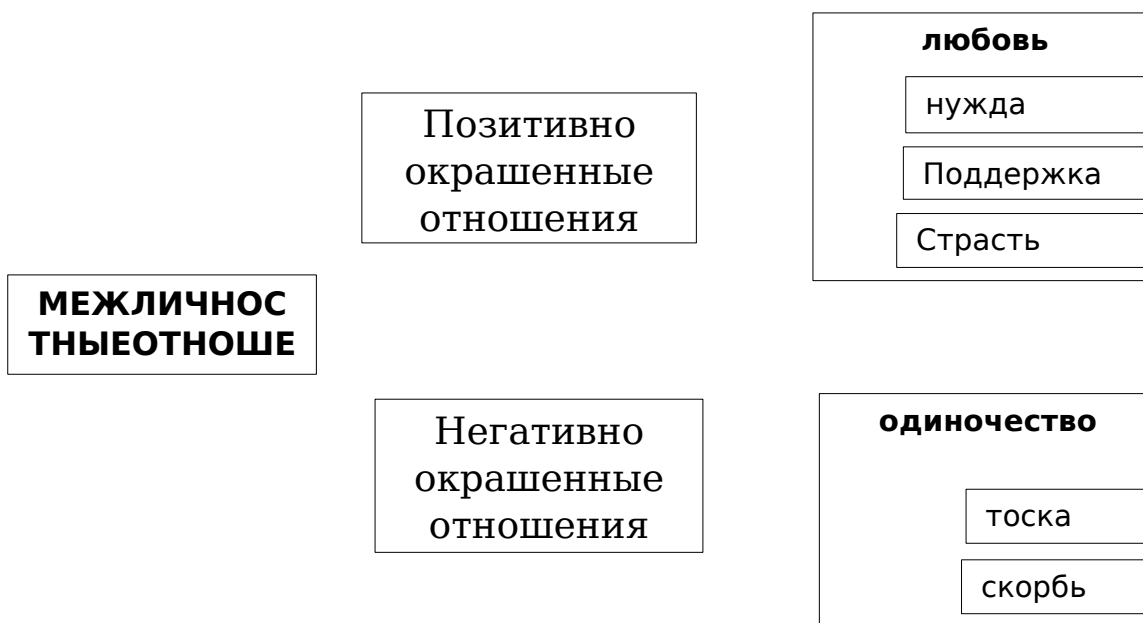 МЕЖЛИЧНОС
ТНЫЕОТНОШЕ
Позитивно
окрашенные
отношения
любовь
нужда
Поддержка
Страсть
Негативно
окрашенные
отношения
одиночество
тоска
скорбь